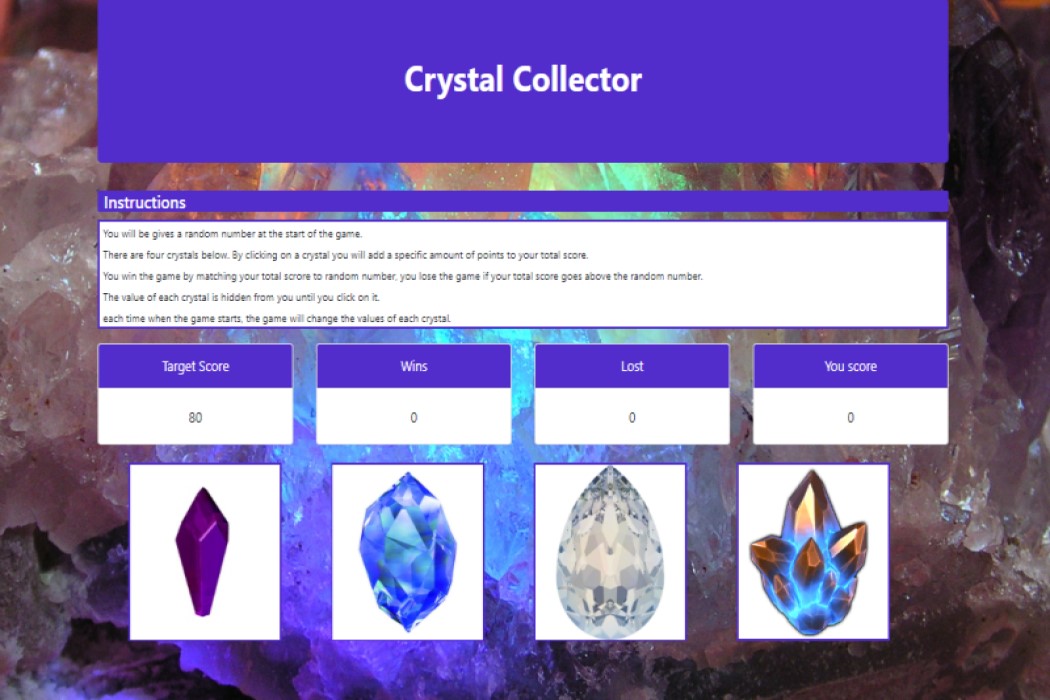 Crystal Collector
Instructions
You will be gives a random number at the start of the game.
There are four crystals below. By clicking on a crystal you will add a specific amount of points to your total score.
You win the game by matching your total scrore to random number, you lose the game if your total score goes above the random number.
The value of each crystal is hidden from you until you click on it.
each time when the game starts, the game will change the values of each crystal.
Target Score
Wins
Lost
You score
80
0
0
0